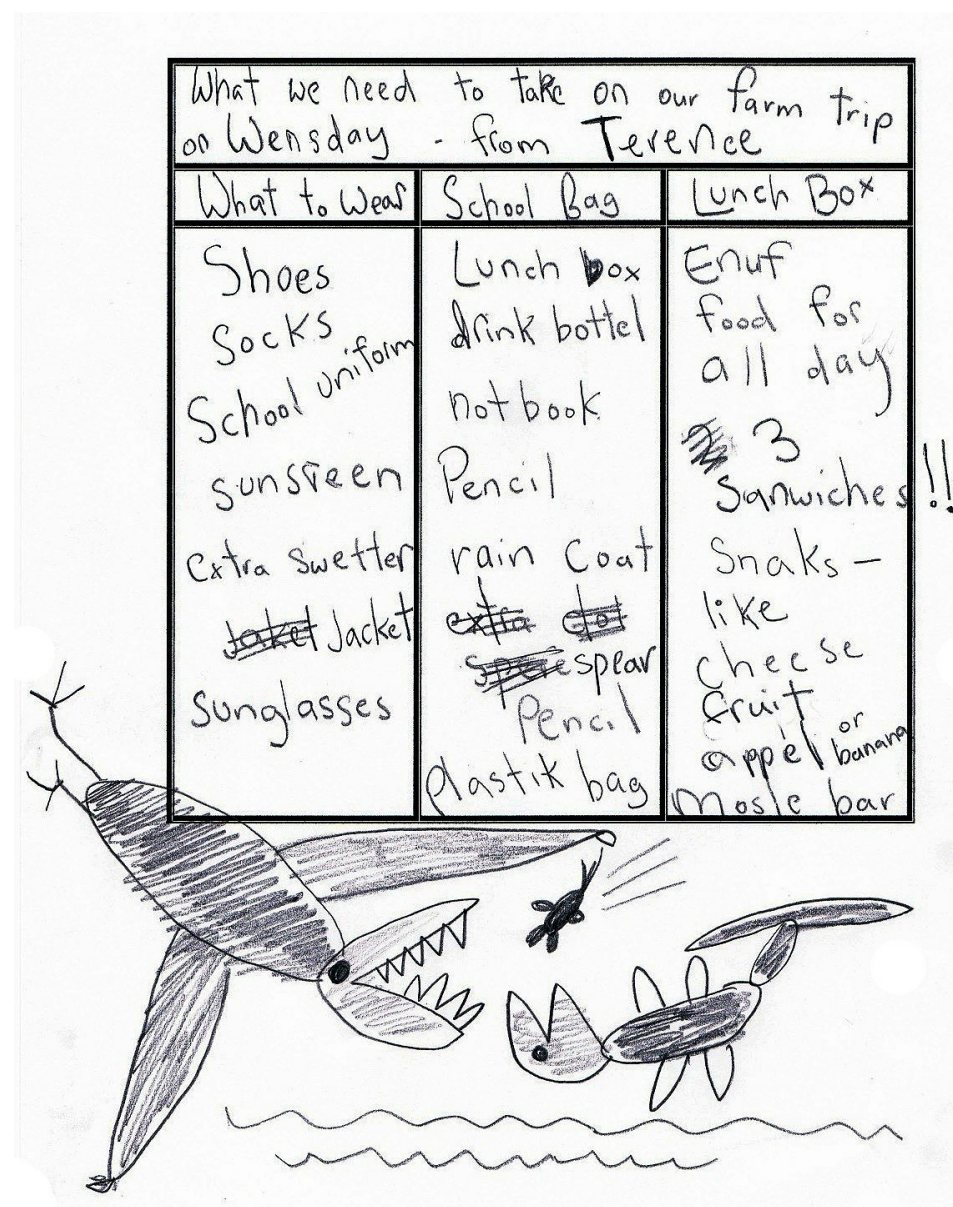 What we need to take on our farm trip
on Wensday - from Terence
What to Wear
Shoes
Socks
School uniform
sunsreen
extra swetter
Jacket
sunglasses
School Bag
Lunch box
drink bottel
notbook
Pencil
rain coat
extra
spear
Pencil
plastik bag
Lunch Box
Enuf
food for
all day
3
Sanwiches!!
Snaks -
like
cheese
fruit
appel or banana
mosle bar